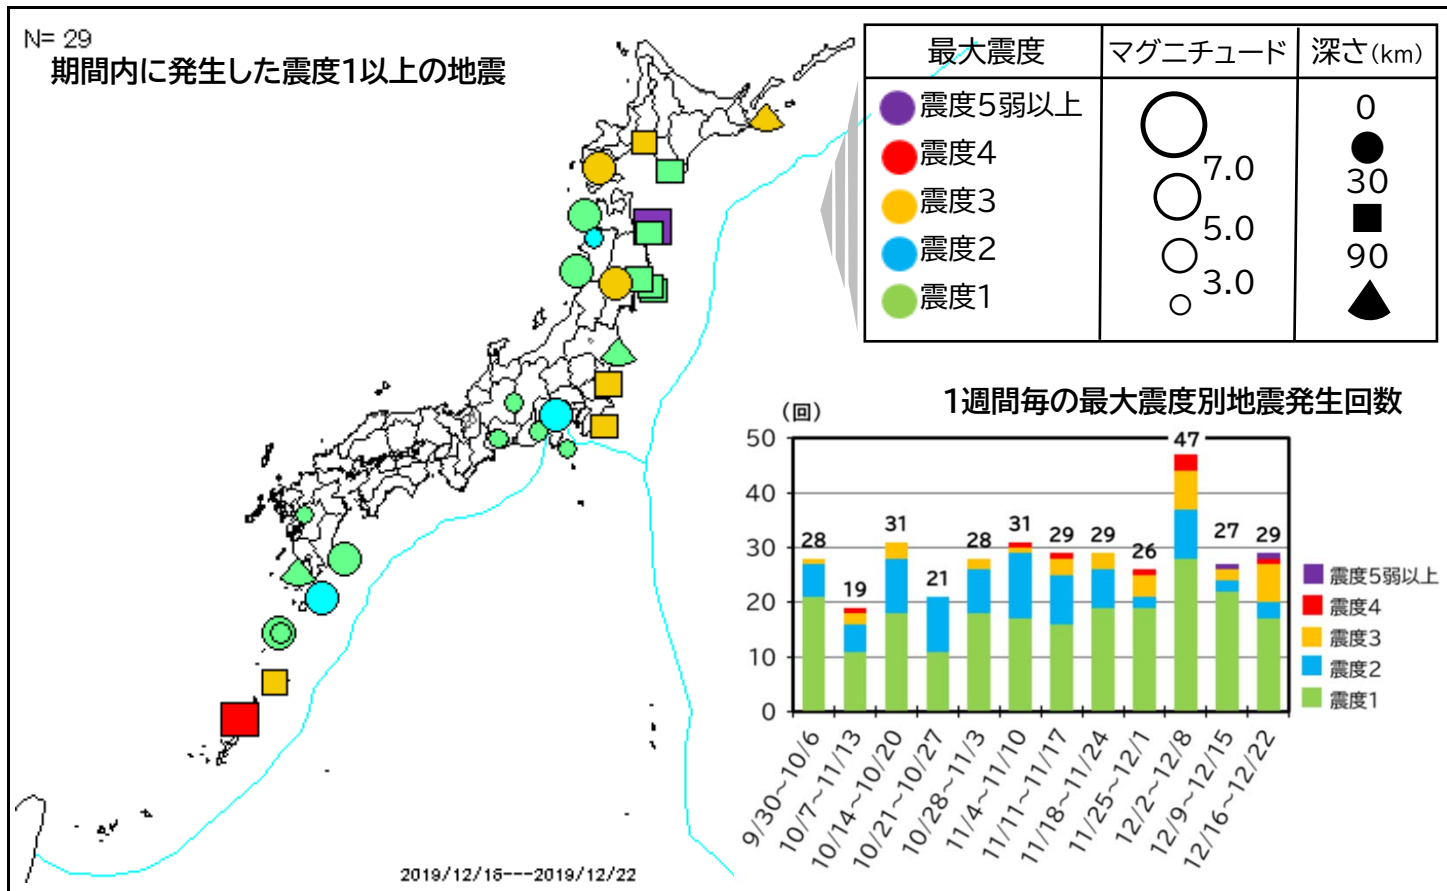 N= 29
期間内に発生した震度1以上の地震
最大震度
マグニチュード
深さ(km)
震度5弱以上
震度4
震度3
震度2
震度1
7.0
5.0
3.0
0
30
90
1週間毎の最大震度別地震発生回数
(回)
50
40
30
20
10
0
28
19
31
21
28
31
29
29
26
47
27
29
震度5弱以上
震度4
震度3
震度2
震度1
9/30~10/6
10/7~11/13
10/14~10/20
10/21~10/27
10/28~11/3
11/4~11/10
11/11~11/17
11/18~11/24
11/25~12/1
12/2~12/8
12/9~12/15
12/16~12/22
2019/12/16---2019/12/22